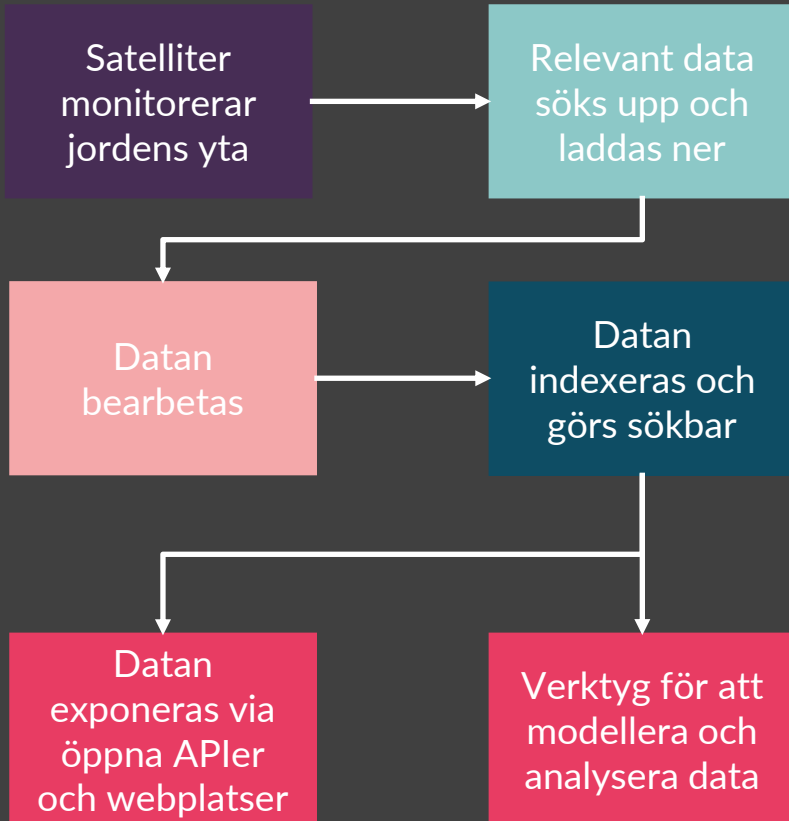 Satelliter
monitorerar
jordens yta
Relevant data
söks upp och
laddas ner
Datan
bearbetas
Datan
indexeras och
görs sökbar
Datan
exponeras via
öppna APIer
och webplatser
Verktyg för att
modellera och
analysera data